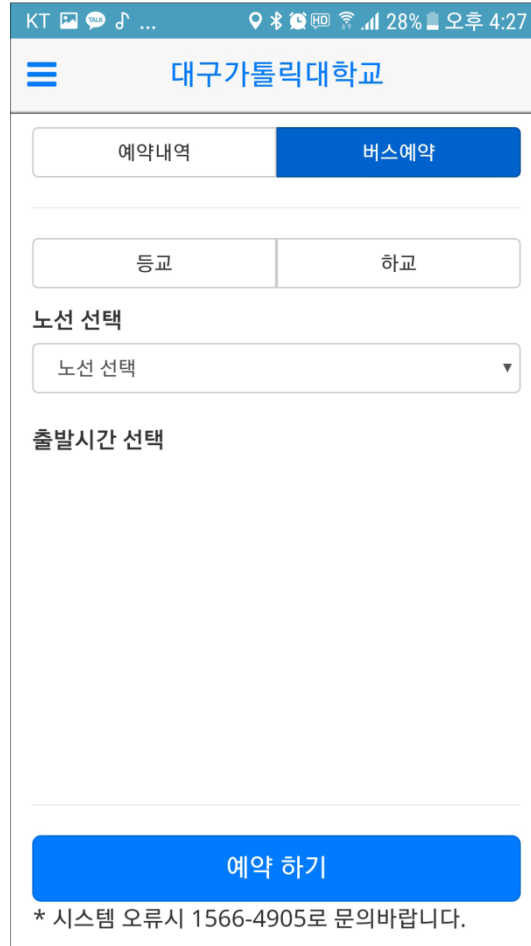 KT TALK ... HD 28% 오후 4:27
대구가톨릭대학교
예약내역 버스예약
등교 하교
노선 선택
노선 선택
출발시간 선택
예약 하기
* 시스템 오류시 1566-4905로 문의바랍니다.